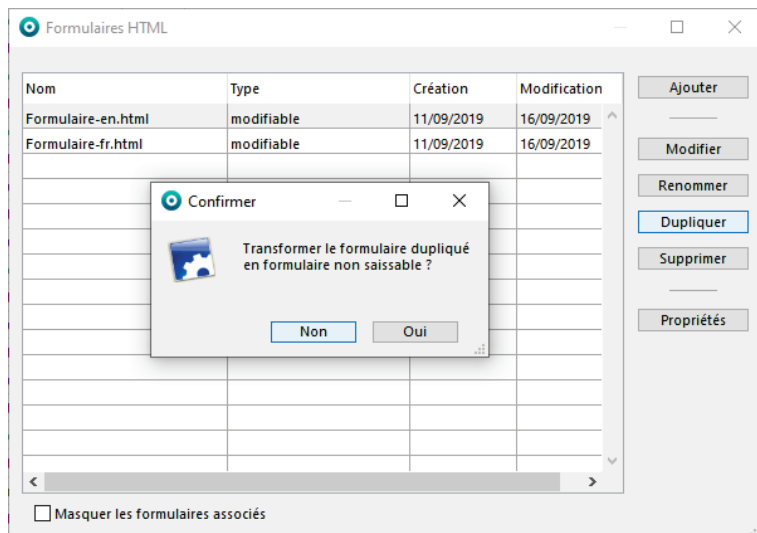 Formulaires HTML
Nom Type Création Modification
Formulaire-en.html modifiable 11/09/2019 16/09/2019
Formulaire-fr.html modifiable 11/09/2019 16/09/2019
Ajouter
Modifier
Renommer
Dupliquer
Supprimer
Propriétés
Confirmer
Transformer le formulaire dupliqué
en formulaire non saissable ?
Non Oui
Masquer les formulaires associés